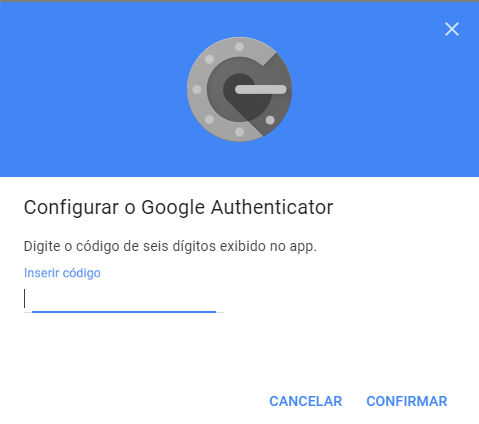 Configurar o Google Authenticator
Digite o código de seis dígitos exibido no app.
Inserir código
CANCELAR CONFIRMAR